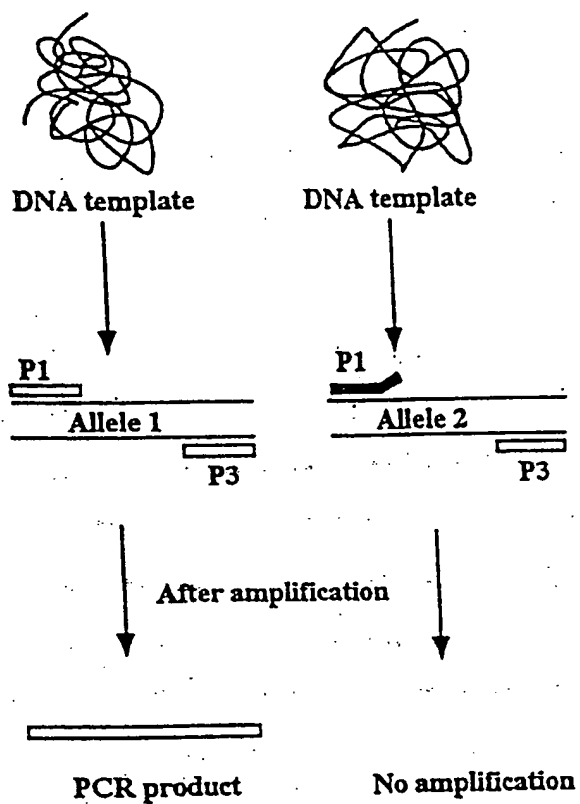 DNA template
DNA template
P1
P1
Allele 1
Allele 2
P3
P3
After amplification
PCR product
No amplification